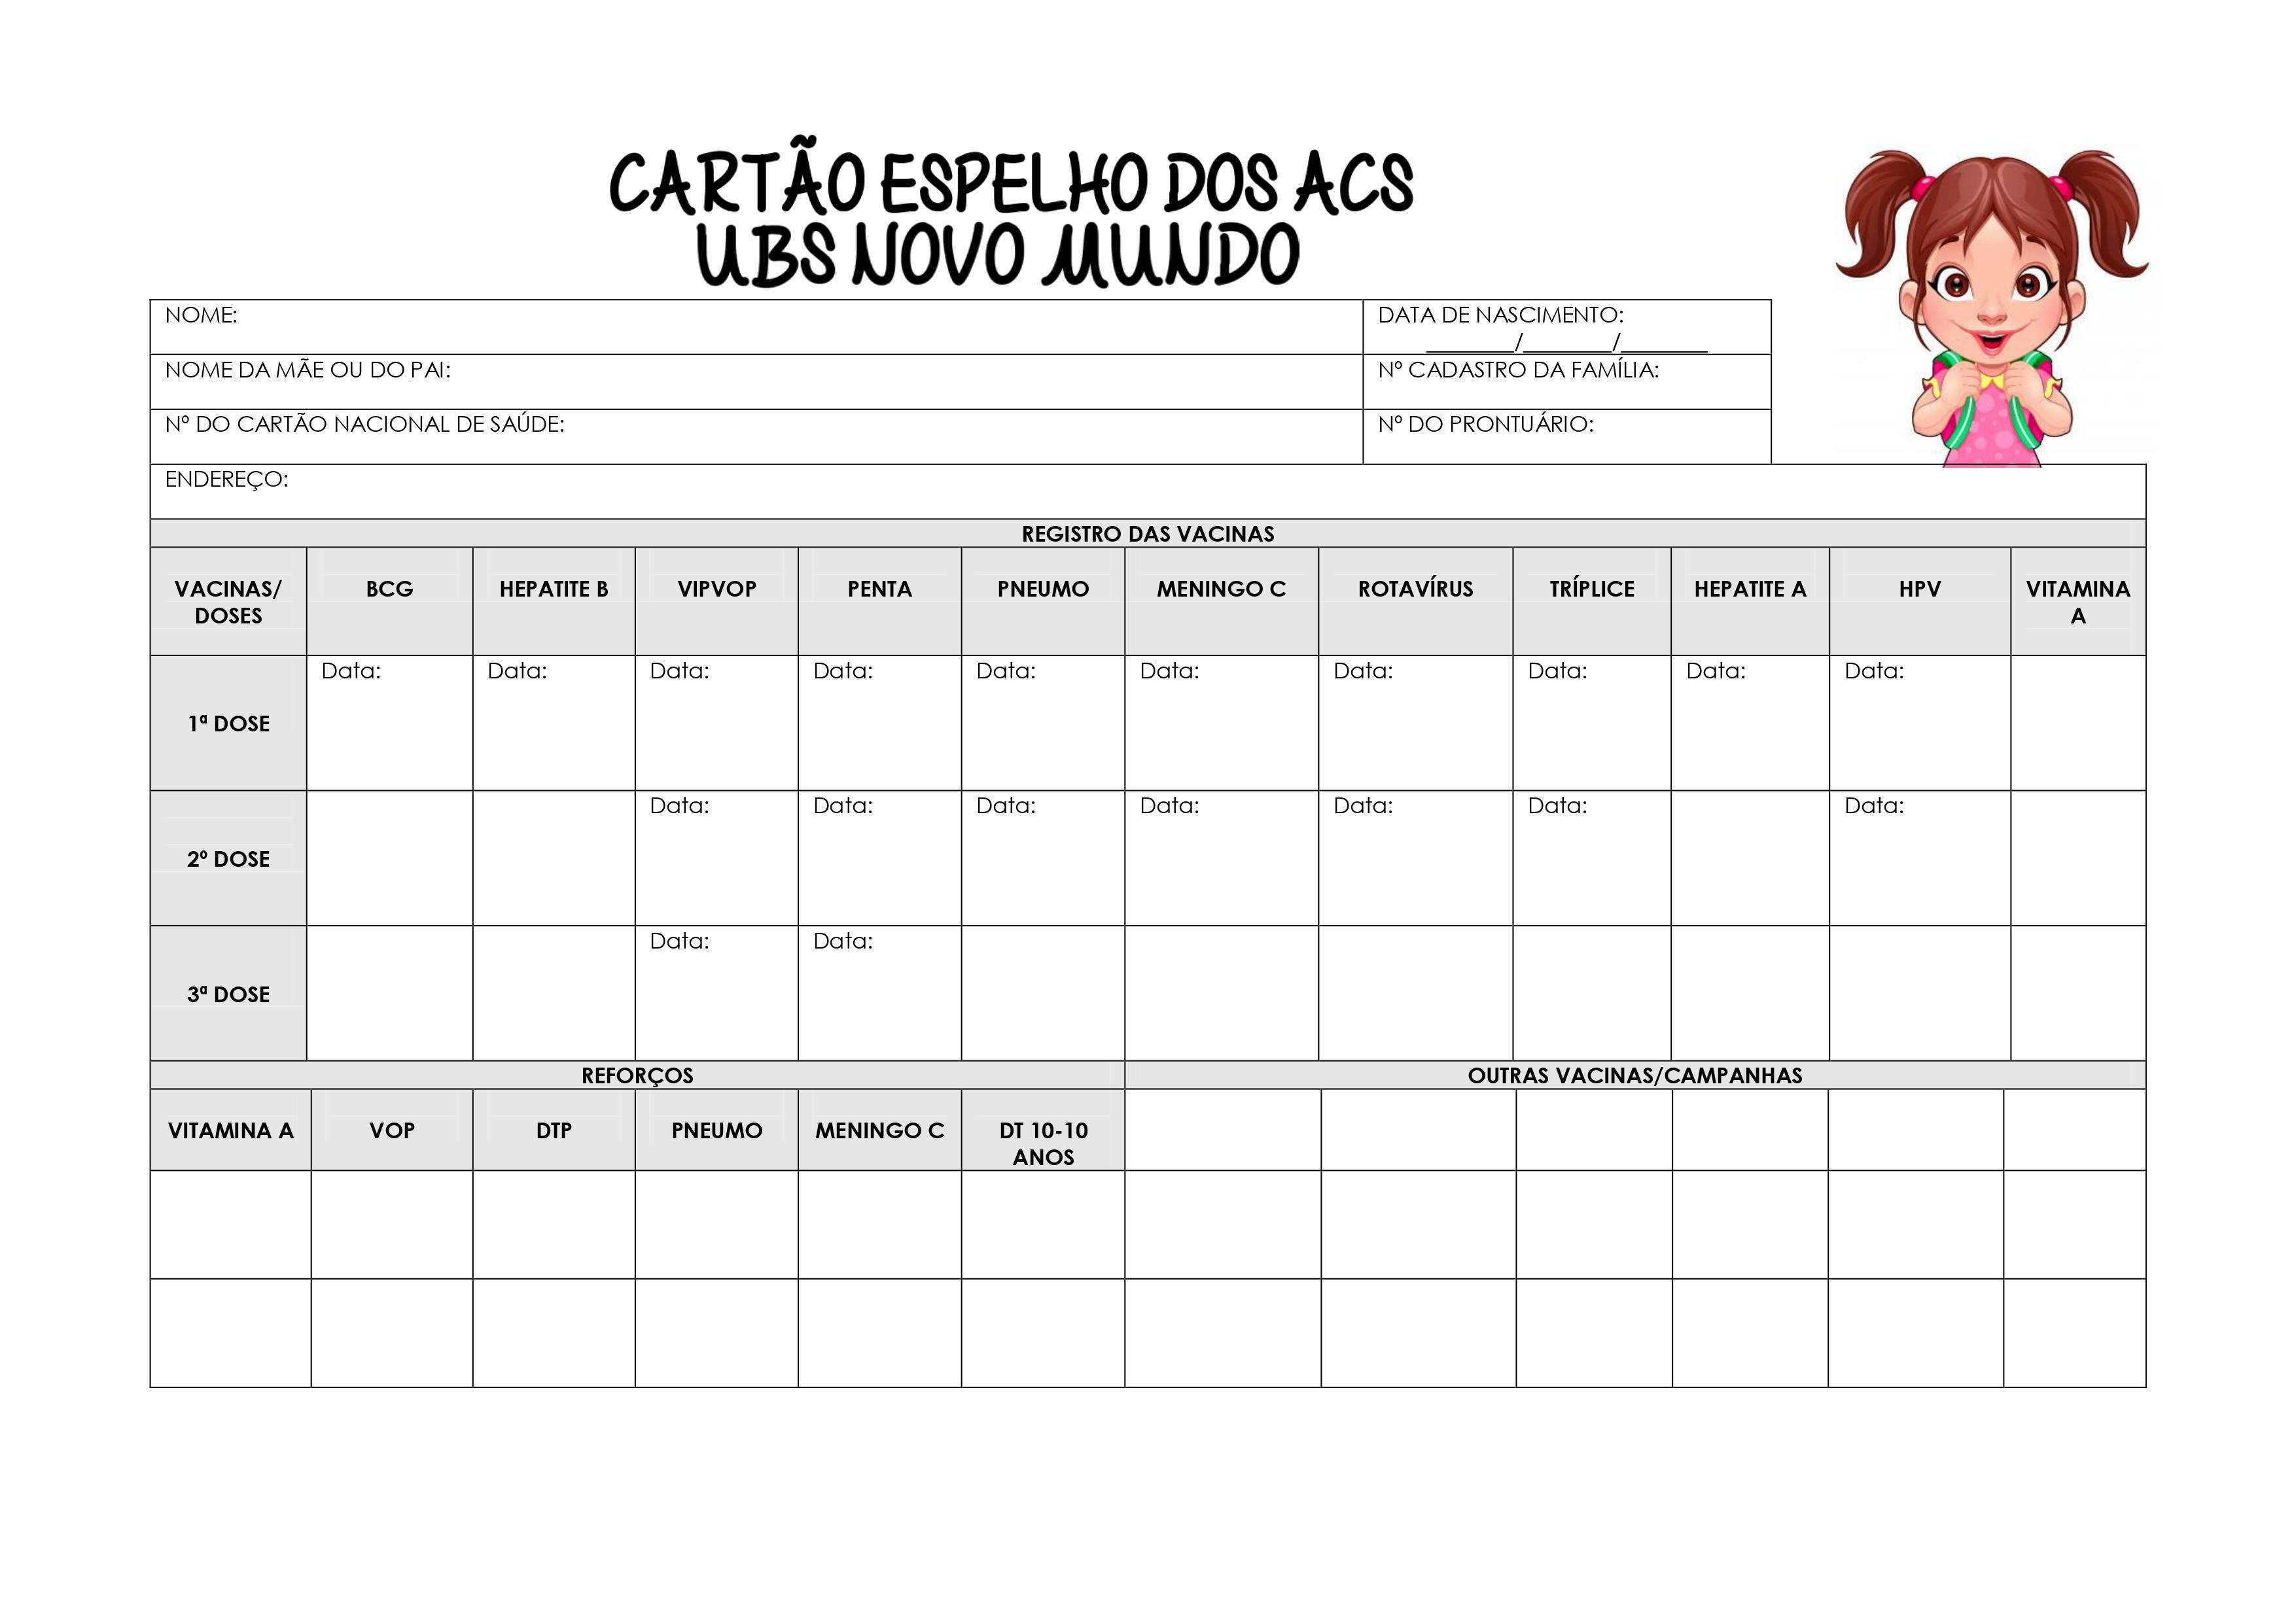 CARTÃO ESPELHO DOS ACS
UBS NOVO MUNDO
NOME:
DATA DE NASCIMENTO:
________/________/________
NOME DA MÃE OU DO PAI:
Nº CADASTRO DA FAMÍLIA:
Nº DO CARTÃO NACIONAL DE SAÚDE:
Nº DO PRONTUÁRIO:
ENDEREÇO:
REGISTRO DAS VACINAS
VACINAS/
DOSES
BCG
HEPATITE B
VIPVOP
PENTA
PNEUMO
MENINGO C
ROTAVÍRUS
TRÍPLICE
HEPATITE A
HPV
VITAMINA
A
1ª DOSE
Data:
Data:
Data:
Data:
Data:
Data:
Data:
Data:
Data:
Data:
2º DOSE
Data:
Data:
Data:
Data:
Data:
Data:
Data:
3ª DOSE
Data:
Data:
REFORÇOS
OUTRAS VACINAS/CAMPANHAS
VITAMINA A
VOP
DTP
PNEUMO
MENINGO C
DT 10-10
ANOS